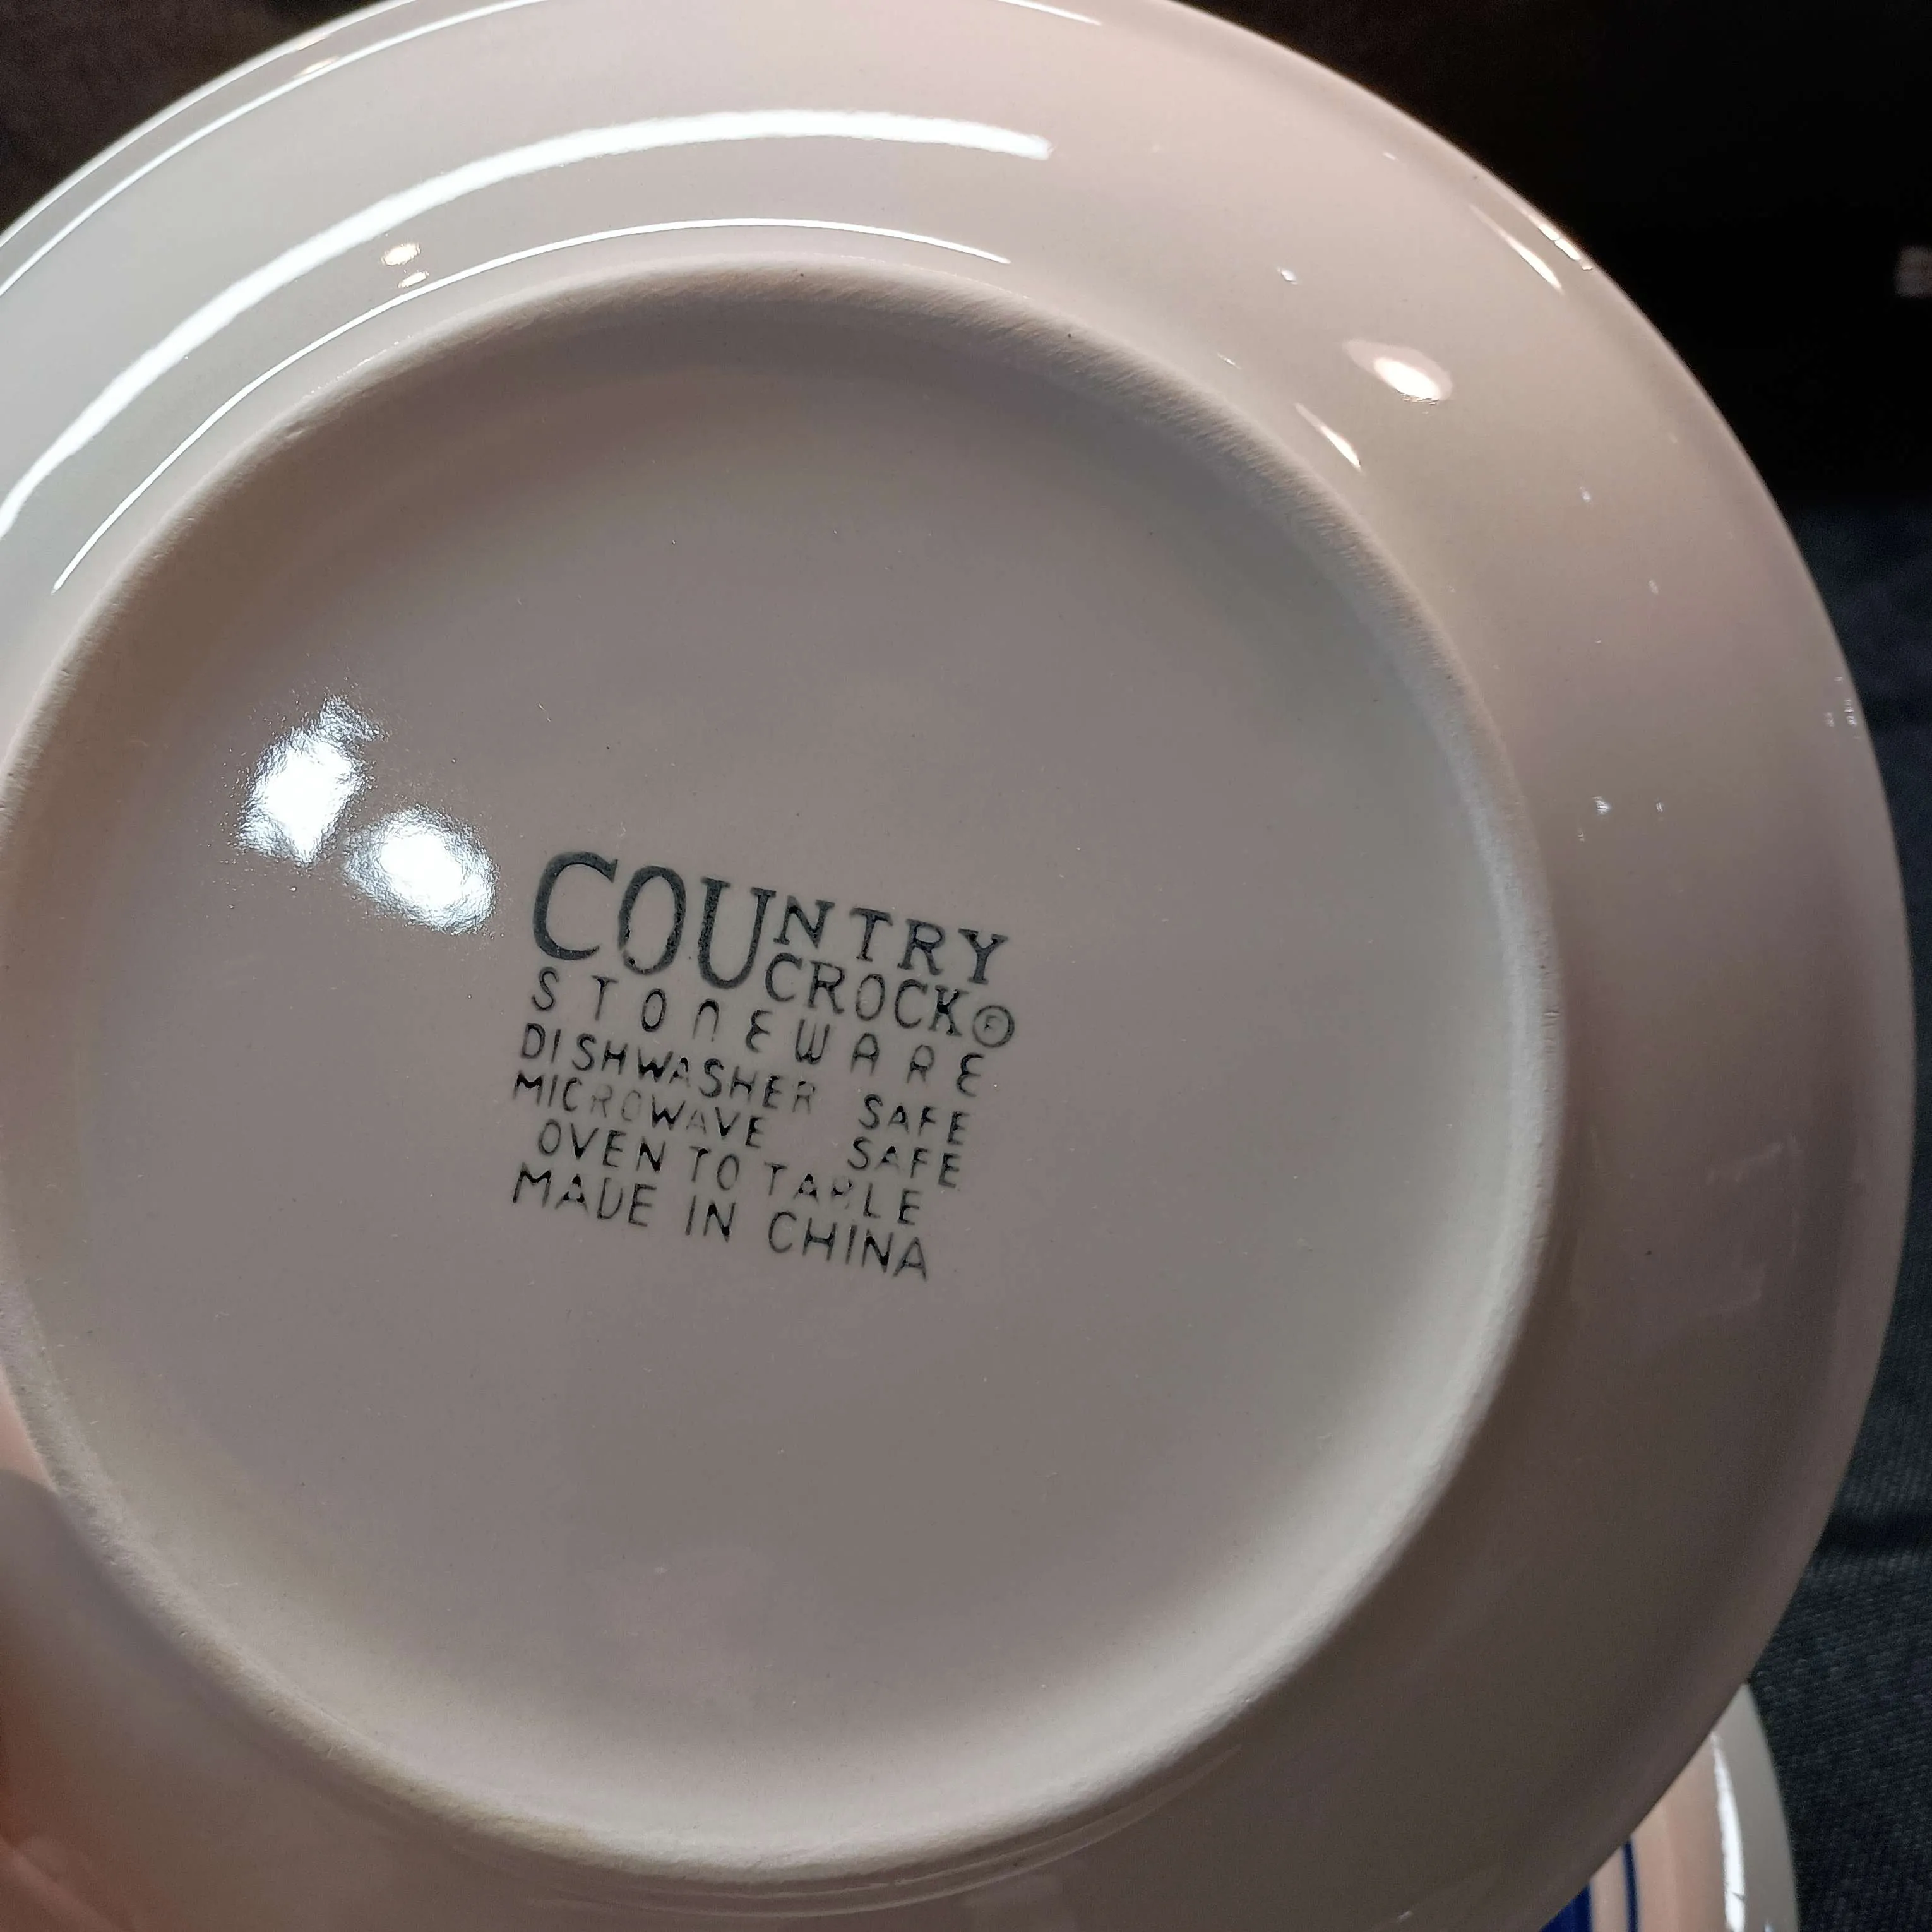 COUNTRY
CROCK®
STONEWARE
DISHWASHER SAFE
MICROWAVE SAFE
OVEN TO TABLE
MADE IN CHINA